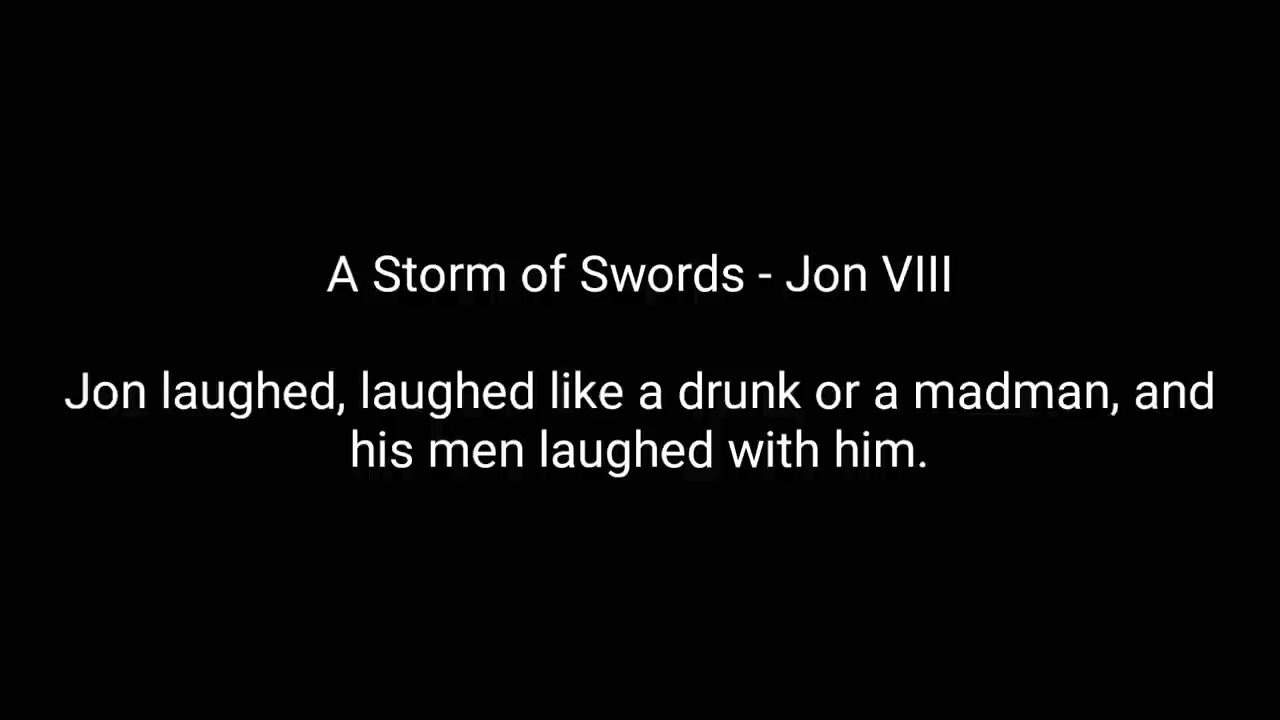 A Storm of Swords - Jon VIII
Jon laughed, laughed like a drunk or a madman, and
his men laughed with him.